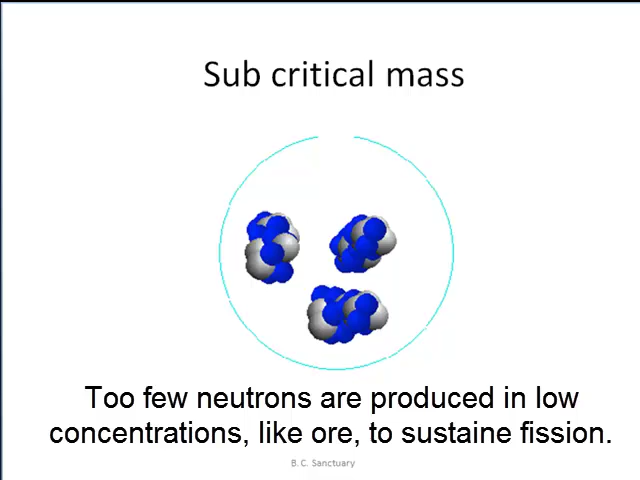 Sub critical mass
Too few neutrons are produced in low
concentrations, like ore, to sustaine fission.
B. C. Sanctuary